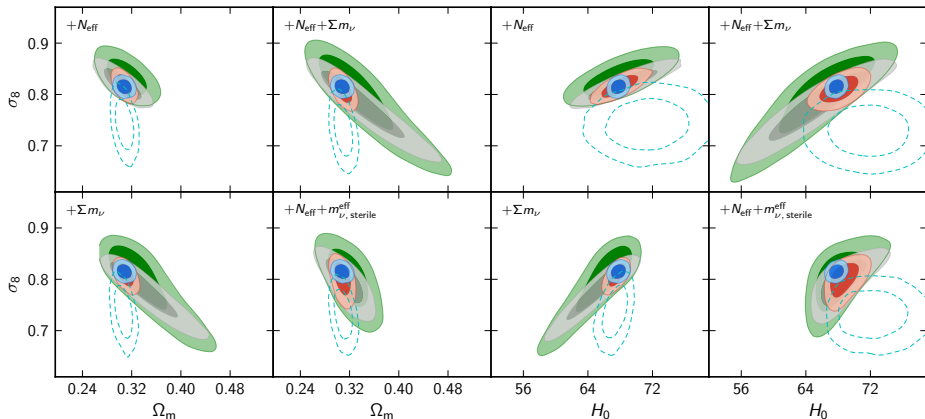 +N_eff
+N_eff+Σm_ν
+N_eff
+N_eff+Σm_ν
0.9
0.8
0.7
σ_8
+Σm_ν
+N_eff+m^eff_ν, sterile
+Σm_ν
+N_eff+m^eff_ν, sterile
0.9
0.8
0.7
σ_8
0.24 0.32 0.40 0.48 0.24 0.32 0.40 0.48 56 64 72 56 64 72
Ω_m Ω_m H_0 H_0